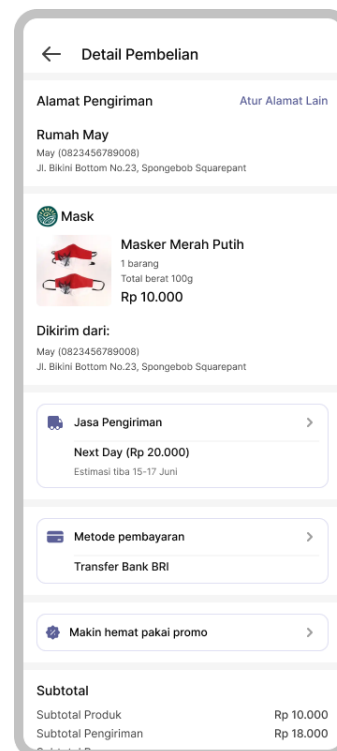 Detail Pembelian
Alamat Pengiriman Atur Alamat Lain
Rumah May
May (0823456789008)
Jl. Bikini Bottom No.23, Spongebob Squarepant
Mask
Masker Merah Putih
1 barang
Total berat 100g
Rp 10.000
Dikirim dari:
May (0823456789008)
Jl. Bikini Bottom No.23, Spongebob Squarepant
Jasa Pengiriman
Next Day (Rp 20.000)
Estimasi tiba 15-17 Juni
Metode pembayaran
Transfer Bank BRI
Makin hemat pakai promo
Subtotal
Subtotal Produk Rp 10.000
Subtotal Pengiriman Rp 18.000